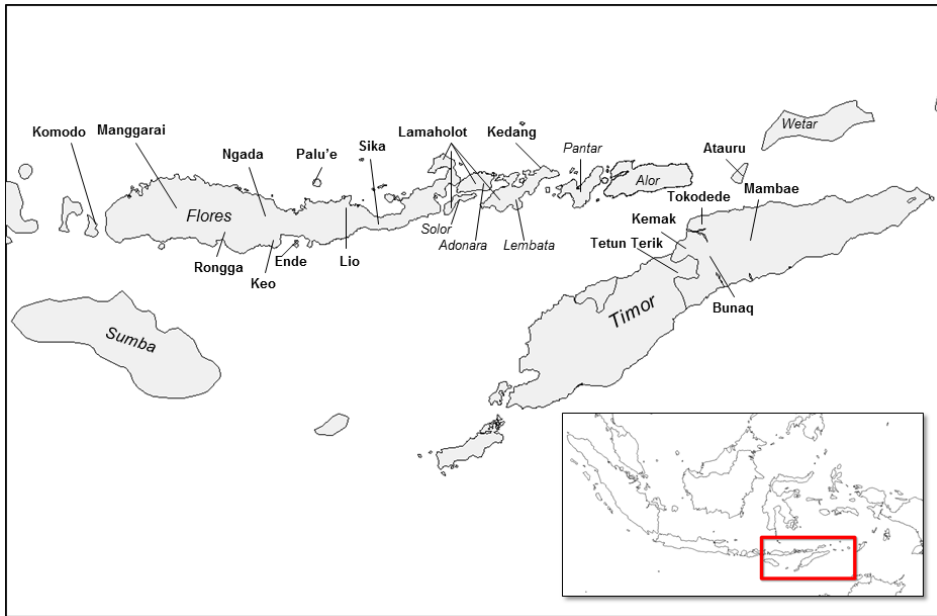 Wetar
Komodo
Manggarai
Lamaholot
Kedang
Sika
Pantar
Atauru
Ngada
Palu'e
Alor
Mambae
Tokodede
Flores
Kemak
Solor
Adonara
Lembata
Tetun Terik
Rongga
Ende
Lio
Keo
Timor
Bunaq
Sumba